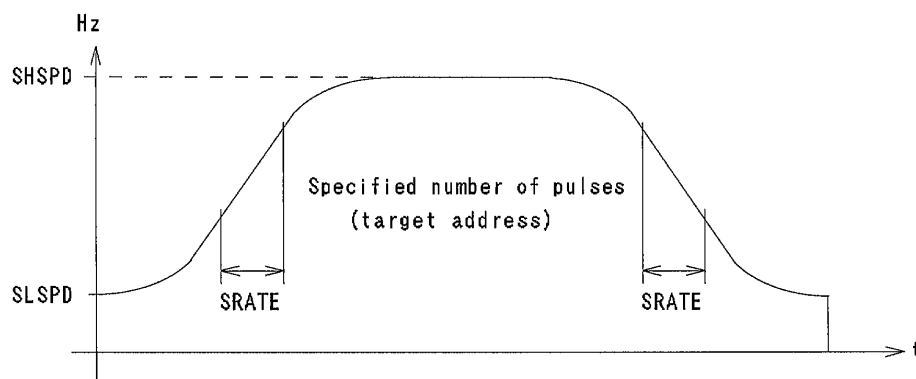 Hz
SHSPD
Specified number of pulses
(target address)
SLSPD
SRATE
SRATE
t